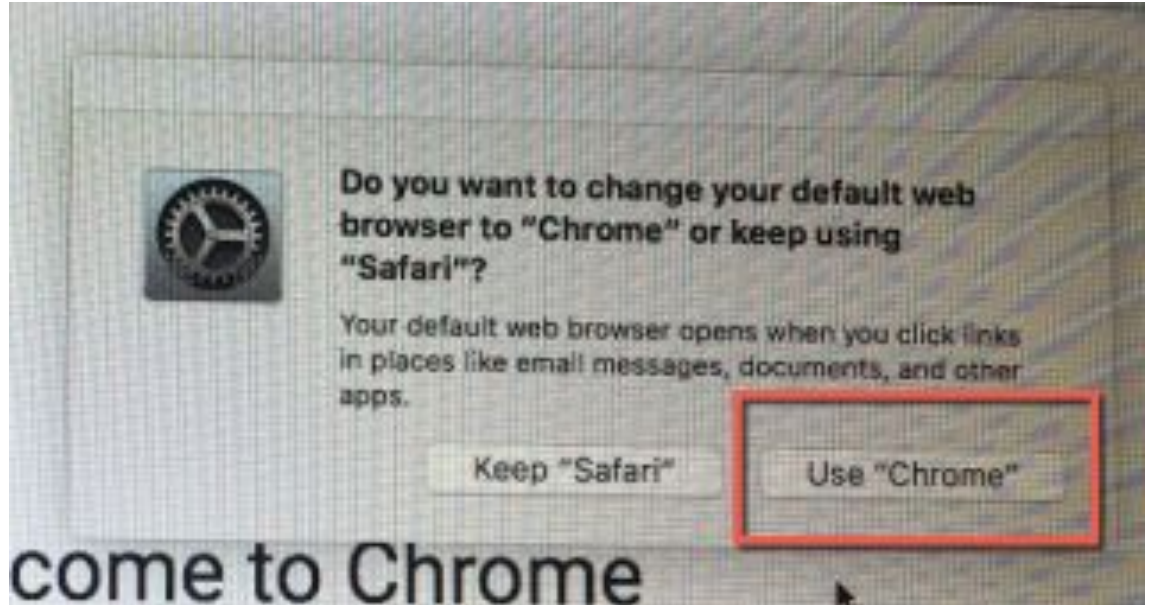 Do you want to change your default web
browser to “Chrome” or keep using
“Safari”?
Your default web browser opens when you click links
in places like email messages, documents, and other
apps.
Keep “Safari”
Use “Chrome”
come to Chrome